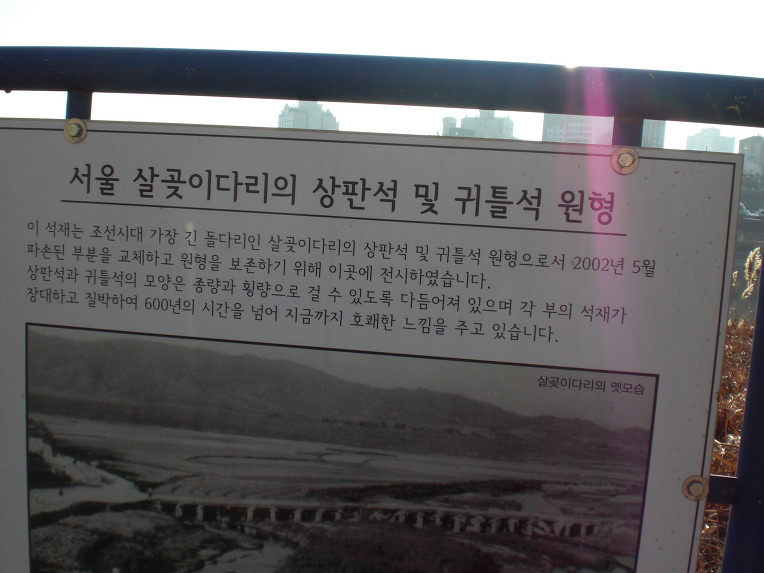 서울 살곶이다리의 상판석 및 귀틀석 원형
이 석재는 조선시대 가장 긴 돌다리인 살곶이다리의 상판석 및 귀틀석 원형으로서 2002년 5월
파손된 부분을 교체하고 원형을 보존하기 위해 이곳에 전시하였습니다.
상판석과 귀틀석의 모양은 종량과 횡량으로 걸 수 있도록 다듬어져 있으며 각 부의 석재가
장대하고 질박하여 600년의 시간을 넘어 지금까지 호쾌한 느낌을 주고 있습니다.
살곶이다리의 옛모습